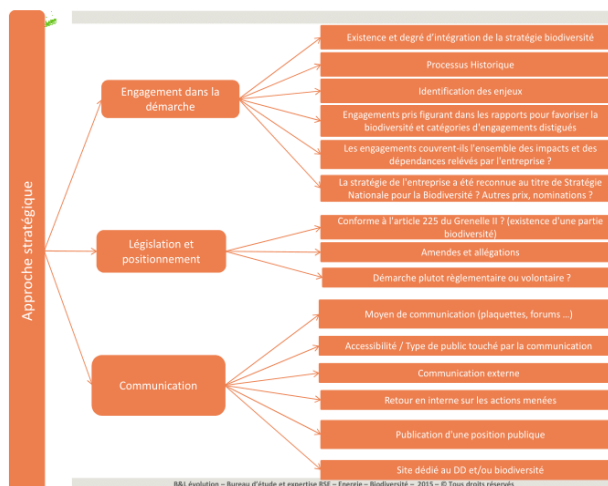 Approche stratégique
Engagement dans la
démarche
Existence et degré d'intégration de la stratégie biodiversité
Processus Historique
Identification des enjeux
Engagements pris figurant dans les rapports pour favoriser la
biodiversité et catégories d'engagements distigués
Les engagements couvrent-ils l'ensemble des impacts et des
dépendances relevés par l'entreprise ?
La stratégie de l'entreprise a été reconnue au titre de Stratégie
Nationale pour la Biodiversité ? Autres prix, nominations ?
Législation et
positionnement
Conforme à l'article 225 du Grenelle II ? (existence d'une partie
biodiversité)
Amendes et allégations
Démarche plutot règlementaire ou volontaire ?
Communication
Moyen de communication (plaquettes, forums ...)
Accessibilité / Type de public touché par la communication
Communication externe
Retour en interne sur les actions menées
Publication d'une position publique
Site dédié au DD et/ou biodiversité
B&L évolution – Bureau d'étude et expertise RSE – Energie – Biodiversité – 2015 – © Tous droits réservés